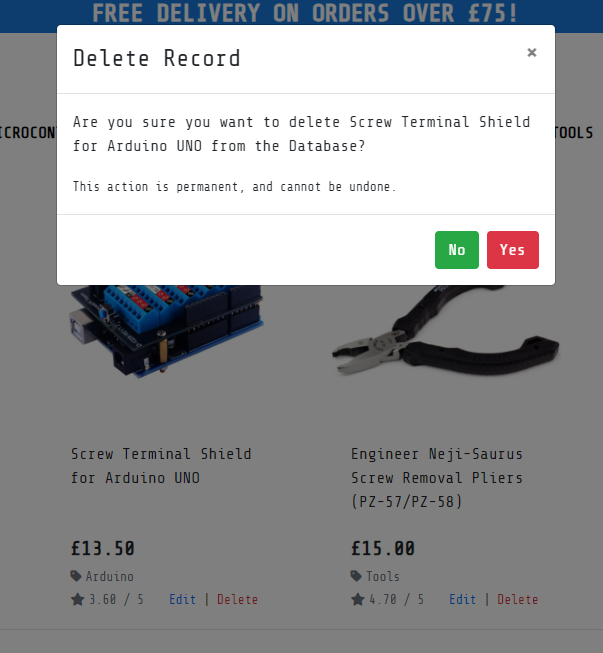 FREE DELIVERY ON ORDERS OVER £75!
Delete Record
×
Are you sure you want to delete Screw Terminal Shield
for Arduino UNO from the Database?
This action is permanent, and cannot be undone.
No Yes
TOOLS
Screw Terminal Shield
for Arduino UNO
£13.50
Arduino
3.60 / 5 Edit | Delete
Engineer Neji-Saurus
Screw Removal Pliers
(PZ-57/PZ-58)
£15.00
Tools
4.70 / 5 Edit | Delete